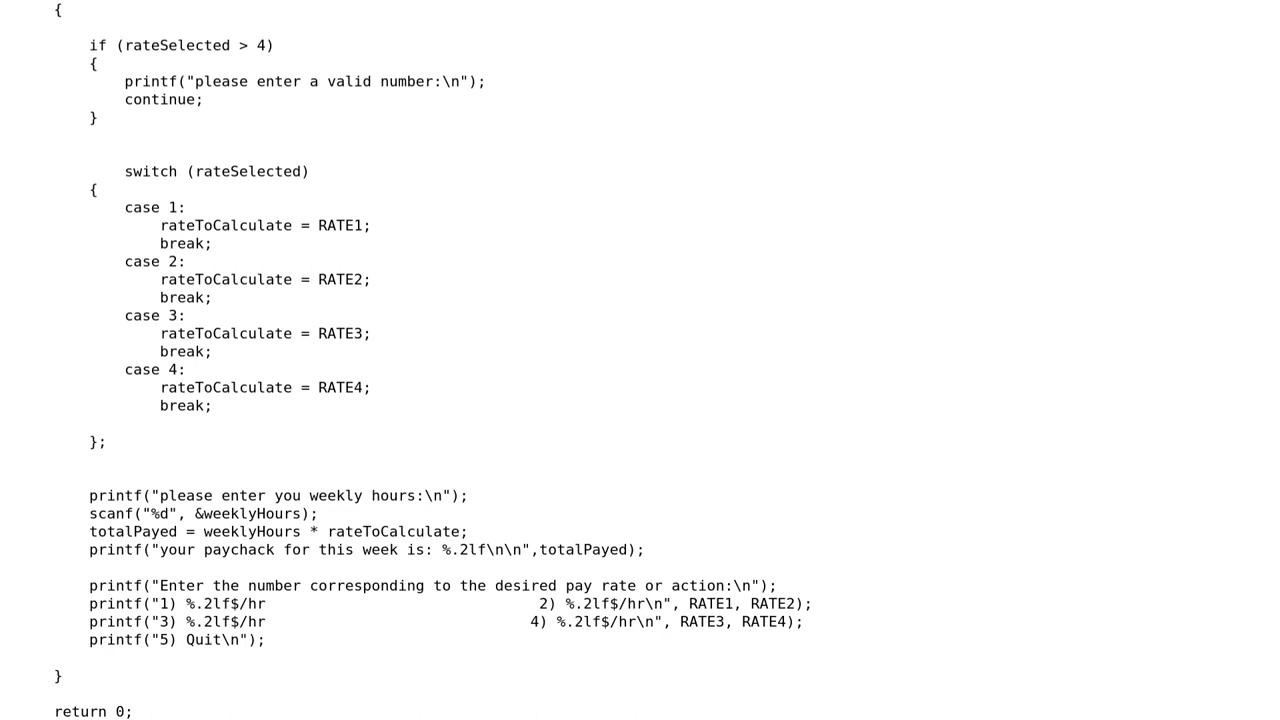 {
if (rateSelected > 4)
{
printf("please enter a valid number:\n");
continue;
}
switch (rateSelected)
{
case 1:
rateToCalculate = RATE1;
break;
case 2:
rateToCalculate = RATE2;
break;
case 3:
rateToCalculate = RATE3;
break;
case 4:
rateToCalculate = RATE4;
break;
};
printf("please enter you weekly hours:\n");
scanf("%d", &weeklyHours);
totalPayed = weeklyHours * rateToCalculate;
printf("your paychack for this week is: %.2lf\n\n",totalPayed);
printf("Enter the number corresponding to the desired pay rate or action:\n");
printf("1) %.2lf$/hr                               2) %.2lf$/hr\n", RATE1, RATE2);
printf("3) %.2lf$/hr                              4) %.2lf$/hr\n", RATE3, RATE4);
printf("5) Quit\n");
}
return 0;